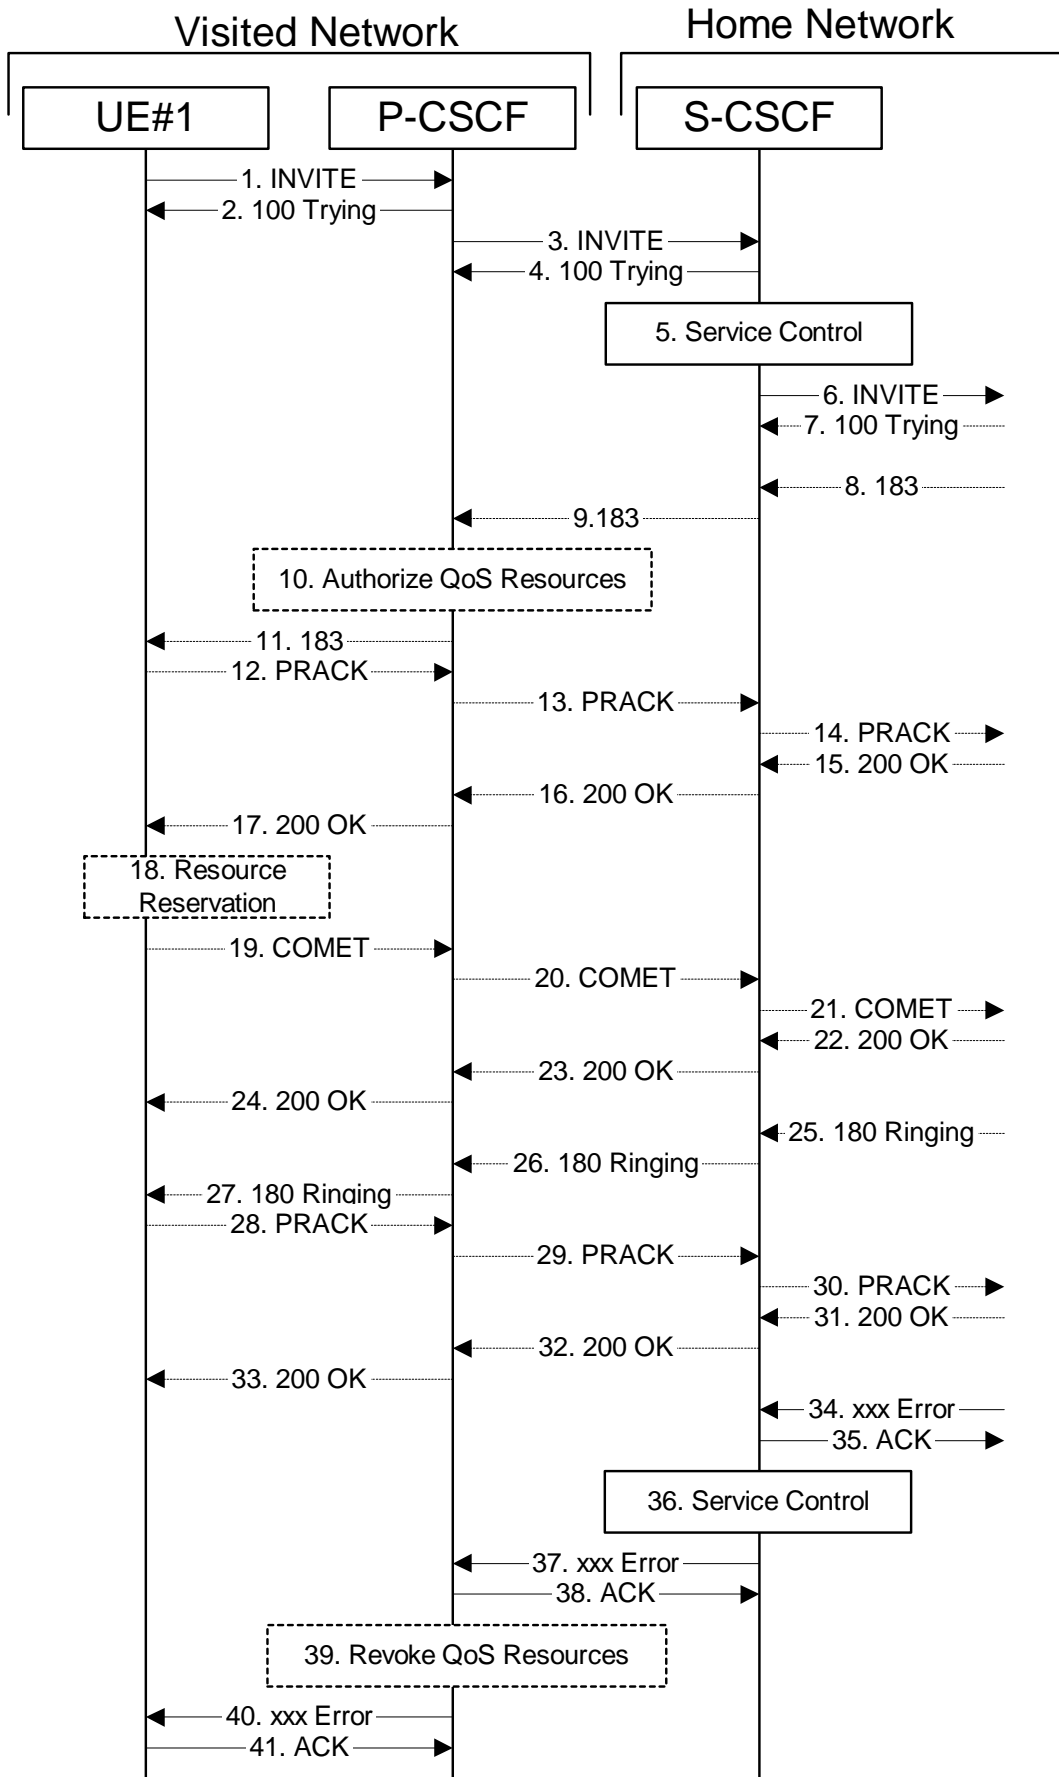 Visited Network
Home Network
UE#1
P-CSCF
S-CSCF
1. INVITE
2. 100 Trying
3. INVITE
4. 100 Trying
5. Service Control
6. INVITE
7. 100 Trying
8. 183
9.183
10. Authorize QoS Resources
11. 183
12. PRACK
13. PRACK
14. PRACK
15. 200 OK
16. 200 OK
17. 200 OK
18. Resource
Reservation
19. COMET
20. COMET
21. COMET
22. 200 OK
23. 200 OK
24. 200 OK
25. 180 Ringing
26. 180 Ringing
27. 180 Ringing
28. PRACK
29. PRACK
30. PRACK
31. 200 OK
32. 200 OK
33. 200 OK
34. xxx Error
35. ACK
36. Service Control
37. xxx Error
38. ACK
39. Revoke QoS Resources
40. xxx Error
41. ACK